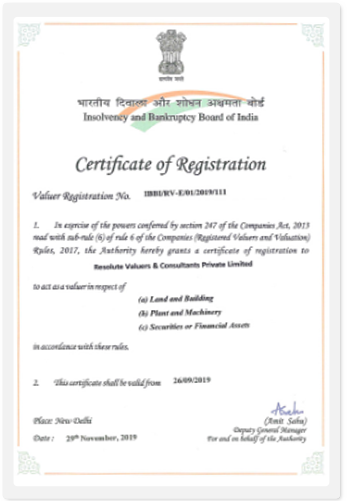 भारतीय दिवाला और शोधन अक्षमता बोर्ड
Insolvency and Bankruptcy Board of India
Certificate of Registration
Valuer Registration No. IBBI/RV-E/01/2019/111
1. In exercise of the powers conferred by section 247 of the Companies Act, 2013
read with sub-rule (6) of rule 6 of the Companies (Registered Valuers and Valuation)
Rules, 2017, the Authority hereby grants a certificate of registration to
Resolute Valuers & Consultants Private Limited
to act as a valuer in respect of
(a) Land and Building
(b) Plant and Machinery
(c) Securities or Financial Assets
in accordance with these rules.
2. This certificate shall be valid from 26/09/2019
Place: New Delhi
Date : 29th November, 2019
(Amit Sahu)
Deputy General Manager
For and on behalf of the Authority